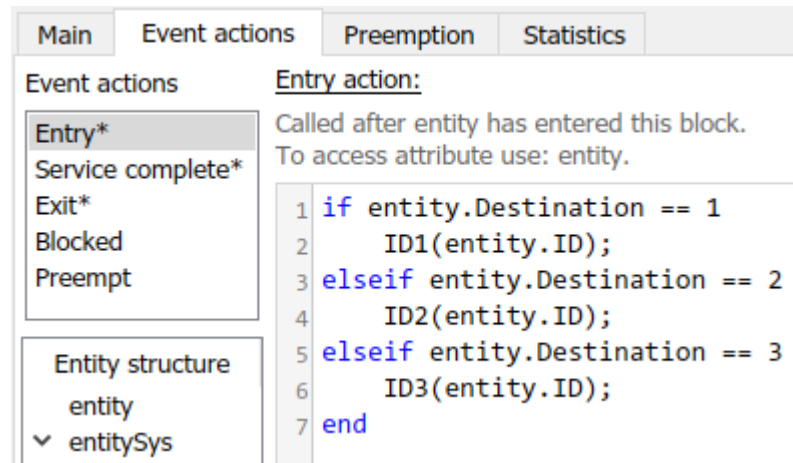 Main Event actions Preemption Statistics
Event actions
Entry*
Service complete*
Exit*
Blocked
Preempt
Entity structure
entity
entitySys
Entry action:
Called after entity has entered this block.
To access attribute use: entity.
1 if entity.Destination == 1
2 ID1(entity.ID);
3 elseif entity.Destination == 2
4 ID2(entity.ID);
5 elseif entity.Destination == 3
6 ID3(entity.ID);
7 end